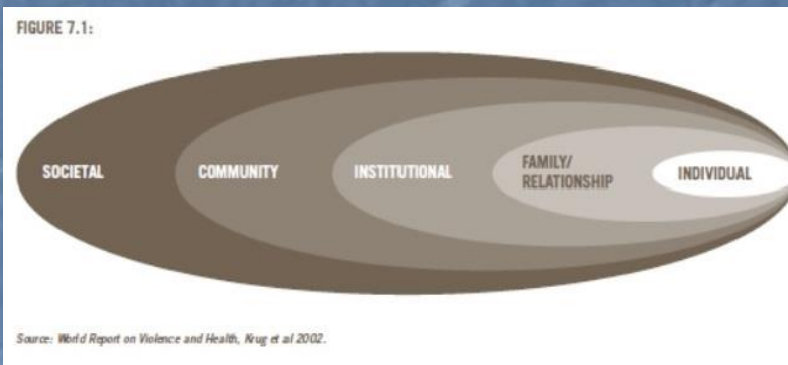 FIGURE 7.1:
SOCIETAL
COMMUNITY
INSTITUTIONAL
FAMILY/
RELATIONSHIP
INDIVIDUAL
Source: World Report on Violence and Health, Krug et al 2002.